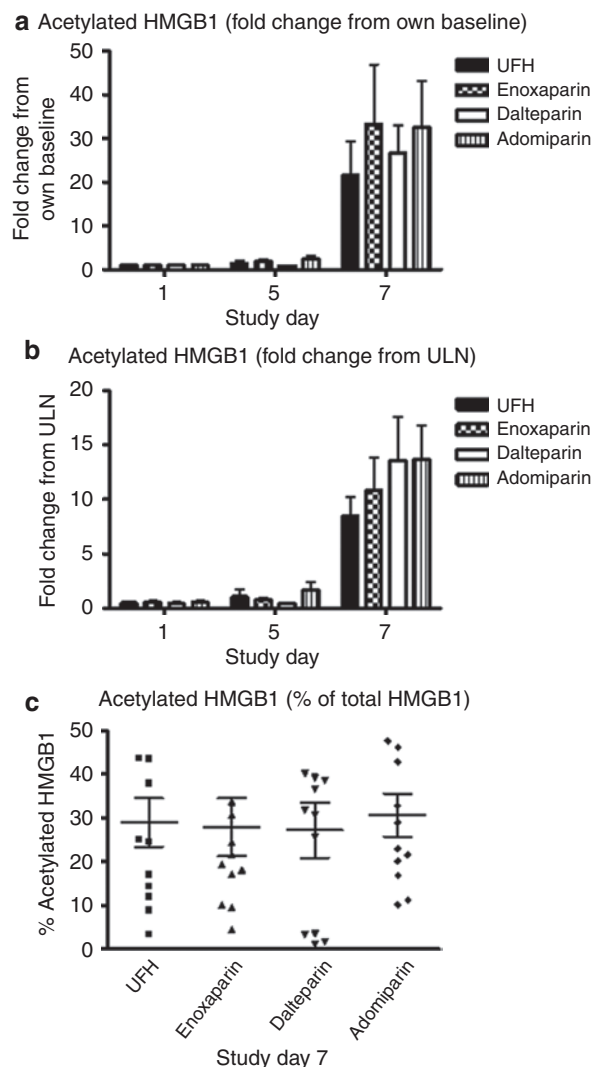 a Acetylated HMGB1 (fold change from own baseline)
Fold change from
own baseline
50
40
30
20
10
0
1
5
7
Study day
UFH
Enoxaparin
Dalteparin
Adomiparin
b Acetylated HMGB1 (fold change from ULN)
Fold change from ULN
20
15
10
5
0
1
5
7
Study day
UFH
Enoxaparin
Dalteparin
Adomiparin
c Acetylated HMGB1 (% of total HMGB1)
% Acetylated HMGB1
50
40
30
20
10
0
UFH
Enoxaparin
Dalteparin
Adomiparin
Study day 7